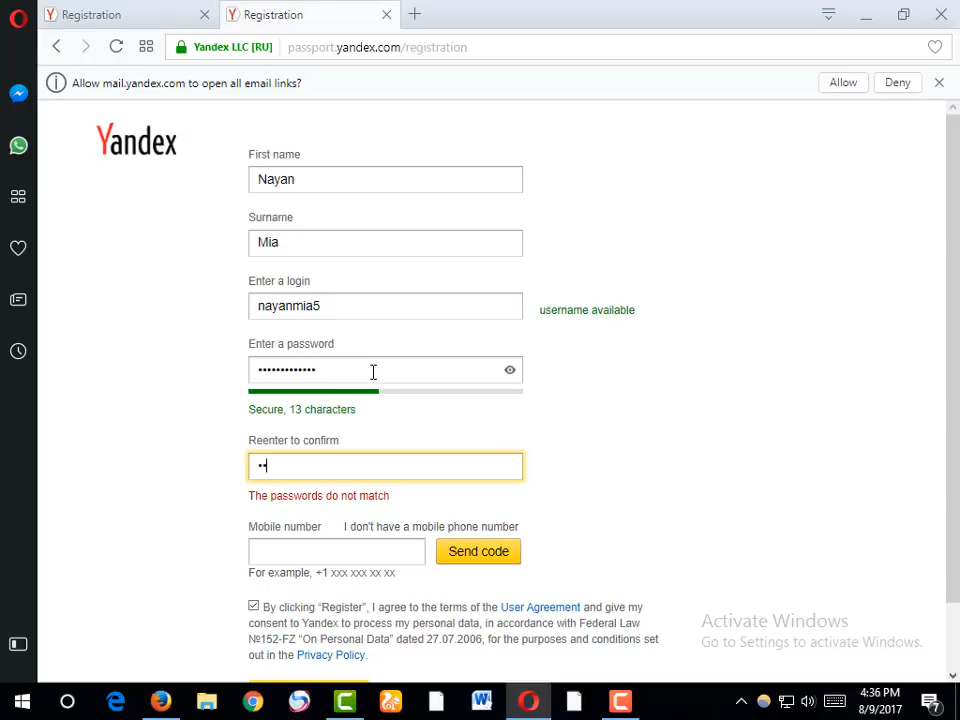 Registration
Registration
Yandex LLC [RU]
passport.yandex.com/registration
Allow mail.yandex.com to open all email links?
Allow
Deny
Yandex
First name
Nayan
Surname
Mia
Enter a login
nayanmia5
username available
Enter a password
•••••••••••••
Secure, 13 characters
Reenter to confirm
••
The passwords do not match
Mobile number I don't have a mobile phone number
Send code
For example, +1 xxx xxx xx xx
By clicking "Register", I agree to the terms of the User Agreement and give my
consent to Yandex to process my personal data, in accordance with Federal Law
№152-FZ "On Personal Data" dated 27.07.2006, for the purposes and conditions set
out in the Privacy Policy.
Activate Windows
Go to Settings to activate Windows.
4:36 PM
8/9/2017
7